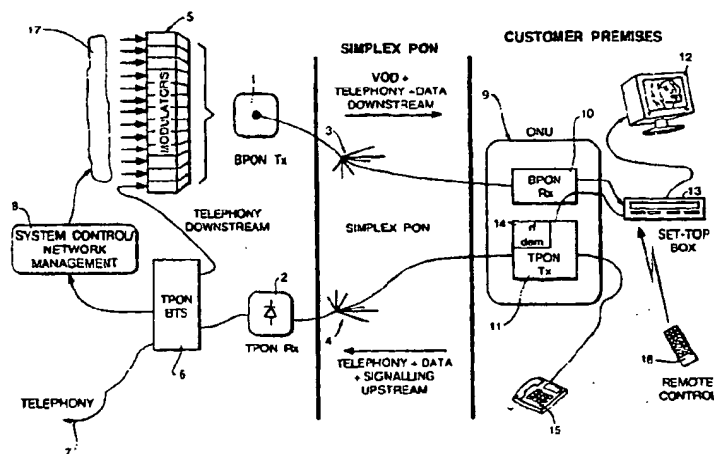 17
5
MODULATORS
1
BPON Tx
SIMPLEX PON
VOD +
TELEPHONY + DATA
DOWNSTREAM
3
CUSTOMER PREMISES
12
9
ONU
10
BPON
Rx
13
SET-TOP
BOX
8
SYSTEM CONTROL/
NETWORK
MANAGEMENT
TELEPHONY
DOWNSTREAM
SIMPLEX PON
14
rf
dem
TPON
Tx
11
TPON
BTS
6
2
TPON Rx
4
TELEPHONY + DATA
+ SIGNALLING
UPSTREAM
REMOTE
CONTROL
15
TELEPHONY
7